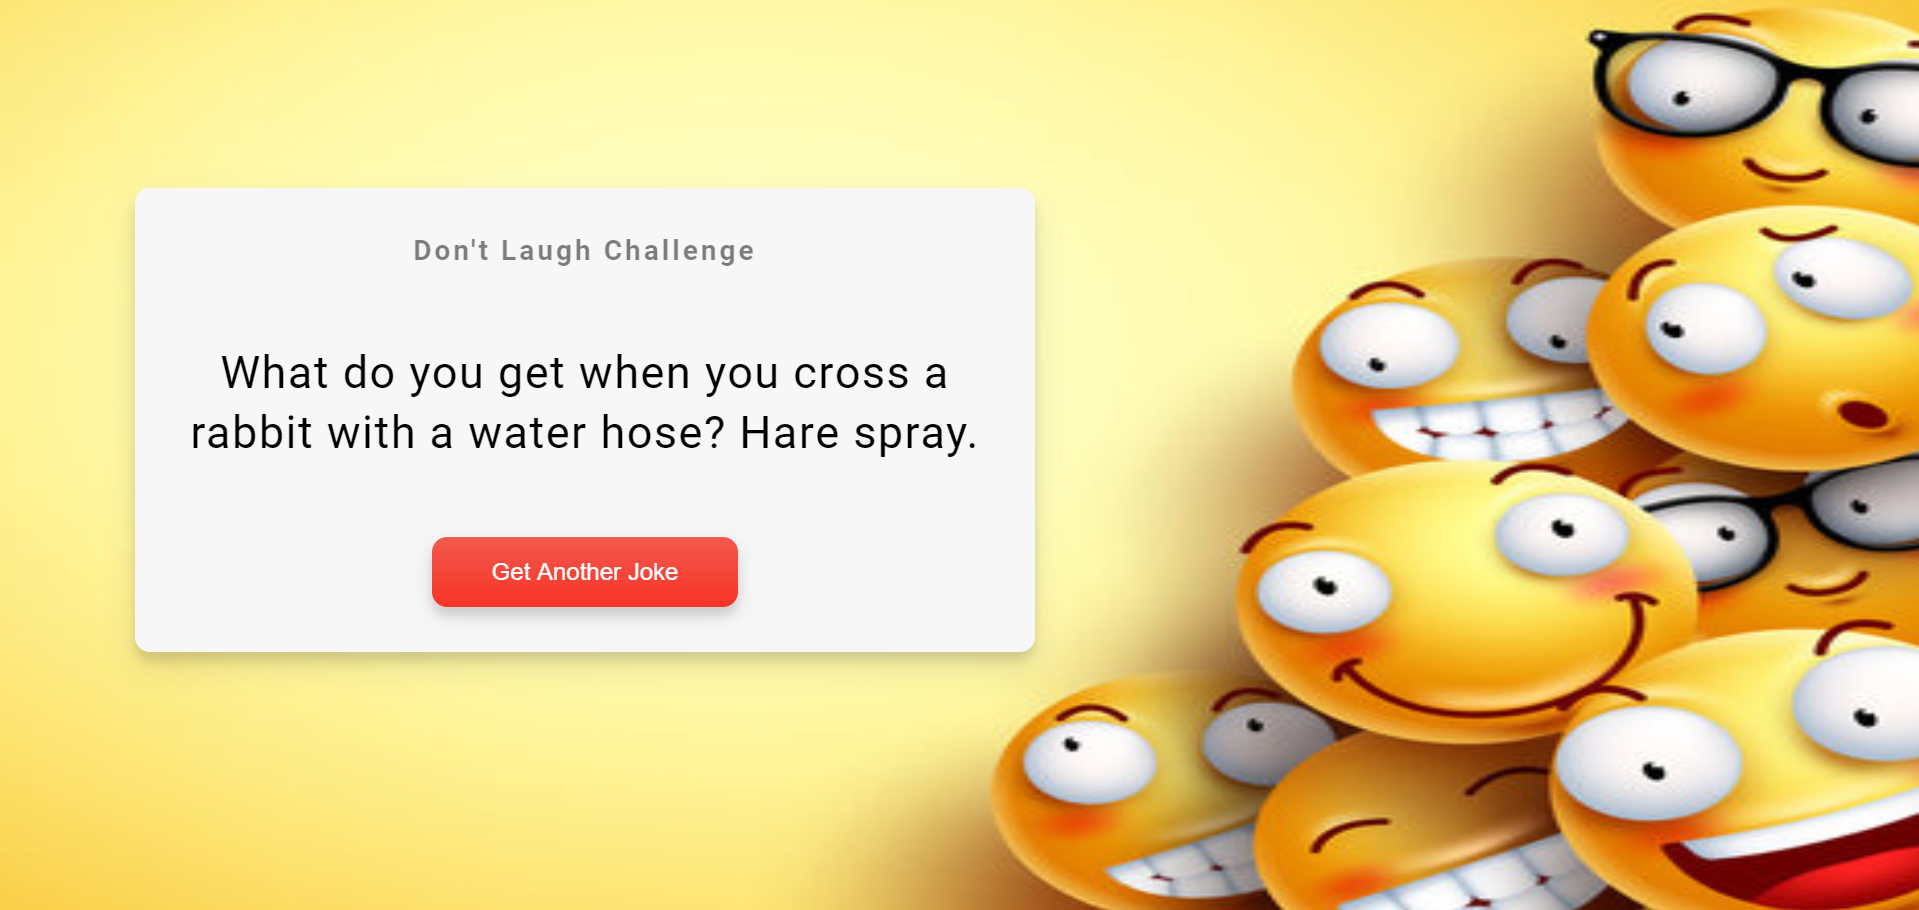 Don't Laugh Challenge
What do you get when you cross a
rabbit with a water hose? Hare spray.
Get Another Joke